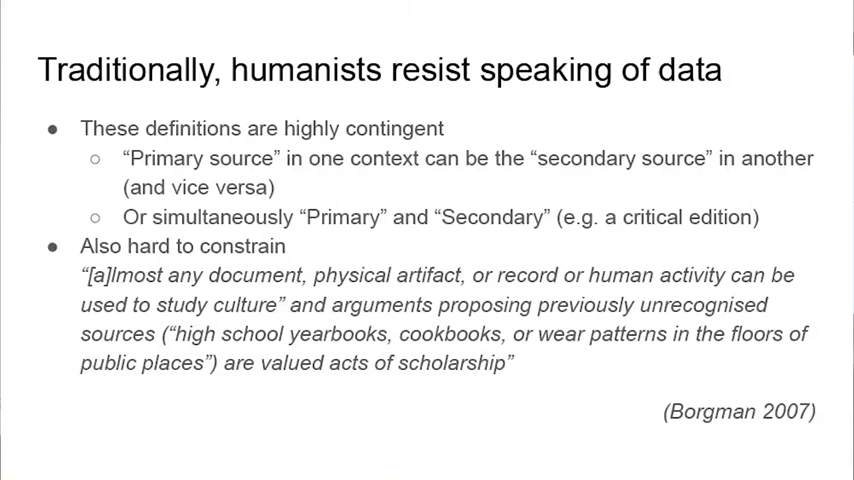 Traditionally, humanists resist speaking of data
● These definitions are highly contingent
○ “Primary source” in one context can be the “secondary source” in another
(and vice versa)
○ Or simultaneously “Primary” and “Secondary” (e.g. a critical edition)
● Also hard to constrain
“[a]lmost any document, physical artifact, or record or human activity can be
used to study culture” and arguments proposing previously unrecognised
sources (“high school yearbooks, cookbooks, or wear patterns in the floors of
public places”) are valued acts of scholarship”
(Borgman 2007)